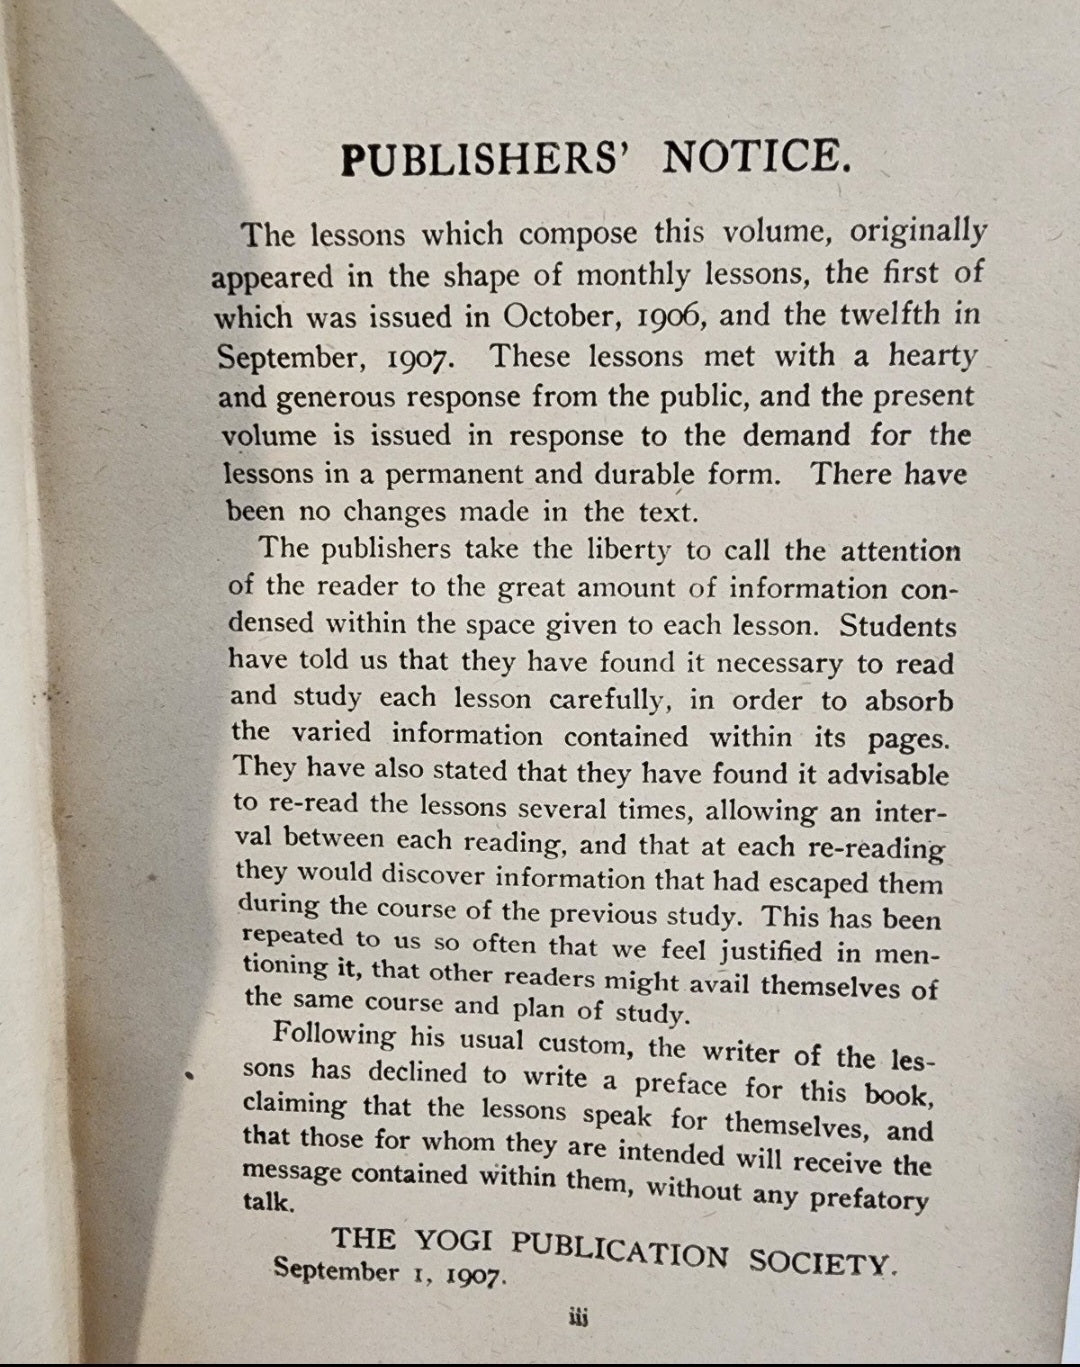 PUBLISHERS' NOTICE.
The lessons which compose this volume, originally
appeared in the shape of monthly lessons, the first of
which was issued in October, 1906, and the twelfth in
September, 1907. These lessons met with a hearty
and generous response from the public, and the present
volume is issued in response to the demand for the
lessons in a permanent and durable form. There have
been no changes made in the text.
The publishers take the liberty to call the attention
of the reader to the great amount of information con-
densed within the space given to each lesson. Students
have told us that they have found it necessary to read
and study each lesson carefully, in order to absorb
the varied information contained within its pages.
They have also stated that they have found it advisable
to re-read the lessons several times, allowing an inter-
val between each reading, and that at each re-reading
they would discover information that had escaped them
during the course of the previous study. This has been
repeated to us so often that we feel justified in men-
tioning it, that other readers might avail themselves of
the same course and plan of study.
Following his usual custom, the writer of the les-
sons has declined to write a preface for this book,
claiming that the lessons speak for themselves, and
that those for whom they are intended will receive the
message contained within them, without any prefatory
talk.
THE YOGI PUBLICATION SOCIETY.
September 1, 1907.
iii